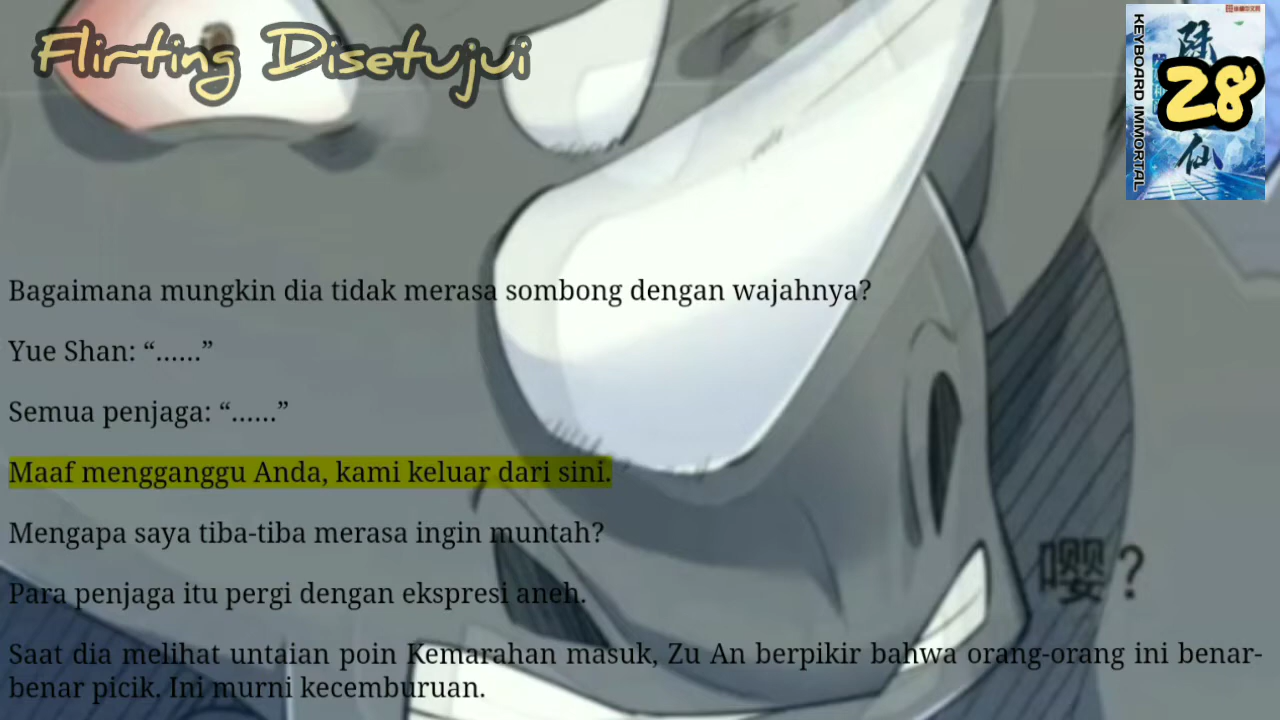 Flirting Disetujui
28
KEYBOARD IMMORTAL
陆
仙
Bagaimana mungkin dia tidak merasa sombong dengan wajahnya?
Yue Shan: “......”
Semua penjaga: “......”
Maaf mengganggu Anda, kami keluar dari sini.
Mengapa saya tiba-tiba merasa ingin muntah?
Para penjaga itu pergi dengan ekspresi aneh.
嘤？
Saat dia melihat untaian poin Kemarahan masuk, Zu An berpikir bahwa orang-orang ini benar-
benar picik. Ini murni kecemburuan.